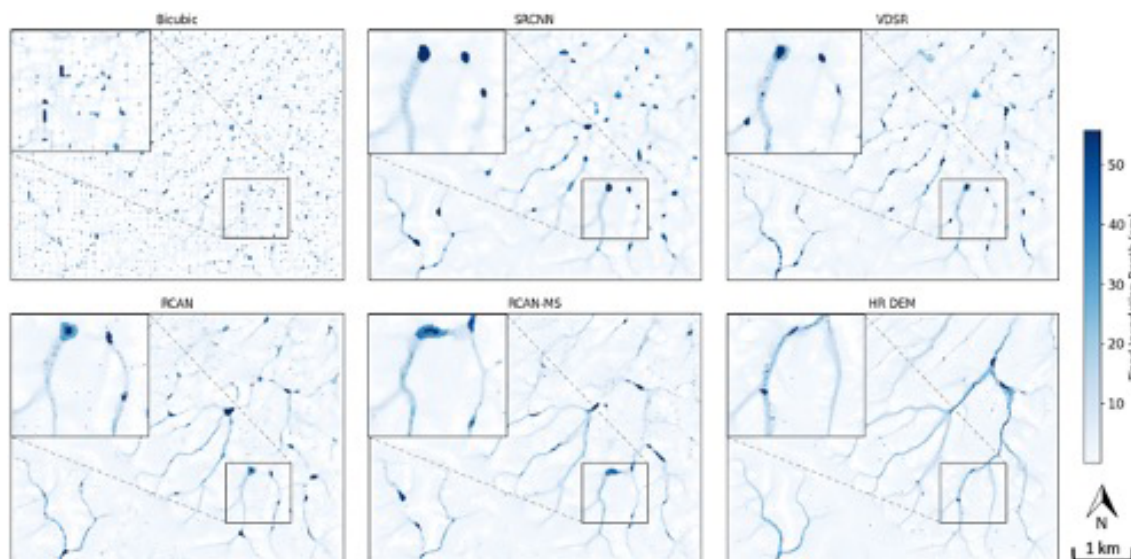 Bicubic
SRCNN
VDSR
RCAN
RCAN-MS
HR DEM
50
40
30
20
10
N
1 km